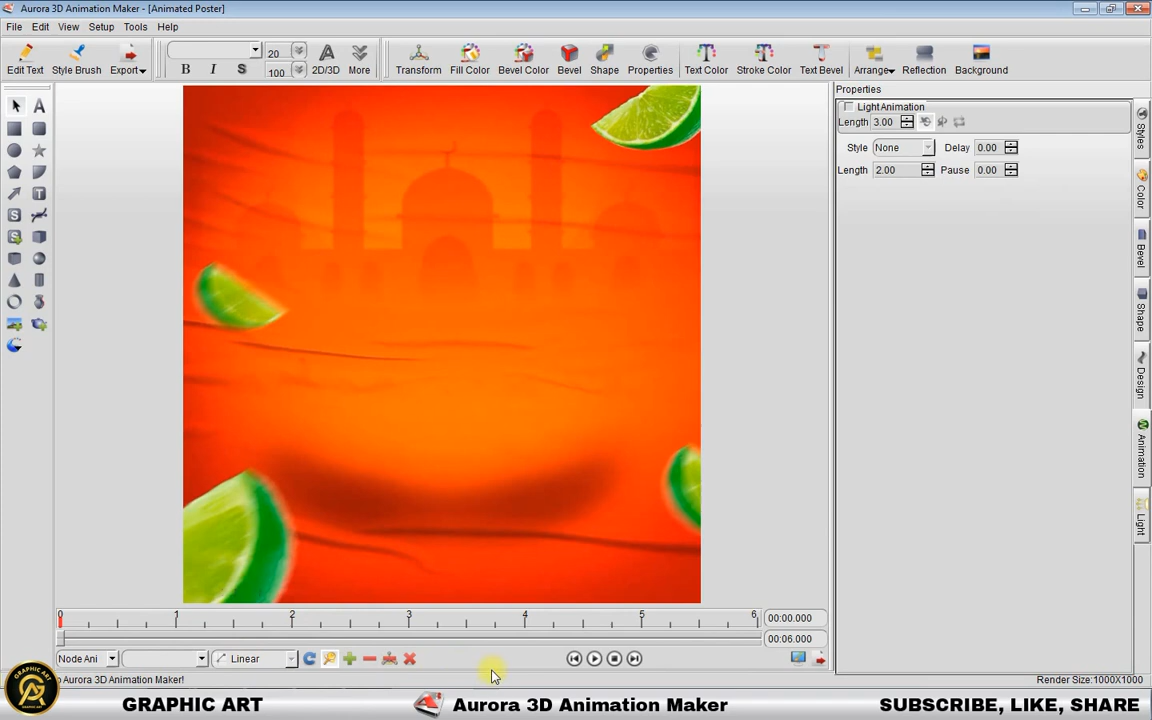 Aurora 3D Animation Maker - [Animated Poster]
File Edit View Setup Tools Help
Edit Text Style Brush Export B I S 20 100 2D/3D More Transform Fill Color Bevel Color Bevel Shape Properties Text Color Stroke Color Text Bevel Arrange Reflection Background
Properties
Light Animation
Length 3.00
Style None Delay 0.00
Length 2.00 Pause 0.00
Styles
Color
Bevel
Shape
Design
Animation
Light
0 1 2 3 4 5 6 00:00.000
00:06.000
Node Ani Linear
o Aurora 3D Animation Maker! Render Size:1000X1000
GRAPHIC ART
GRAPHIC ART Aurora 3D Animation Maker SUBSCRIBE, LIKE, SHARE